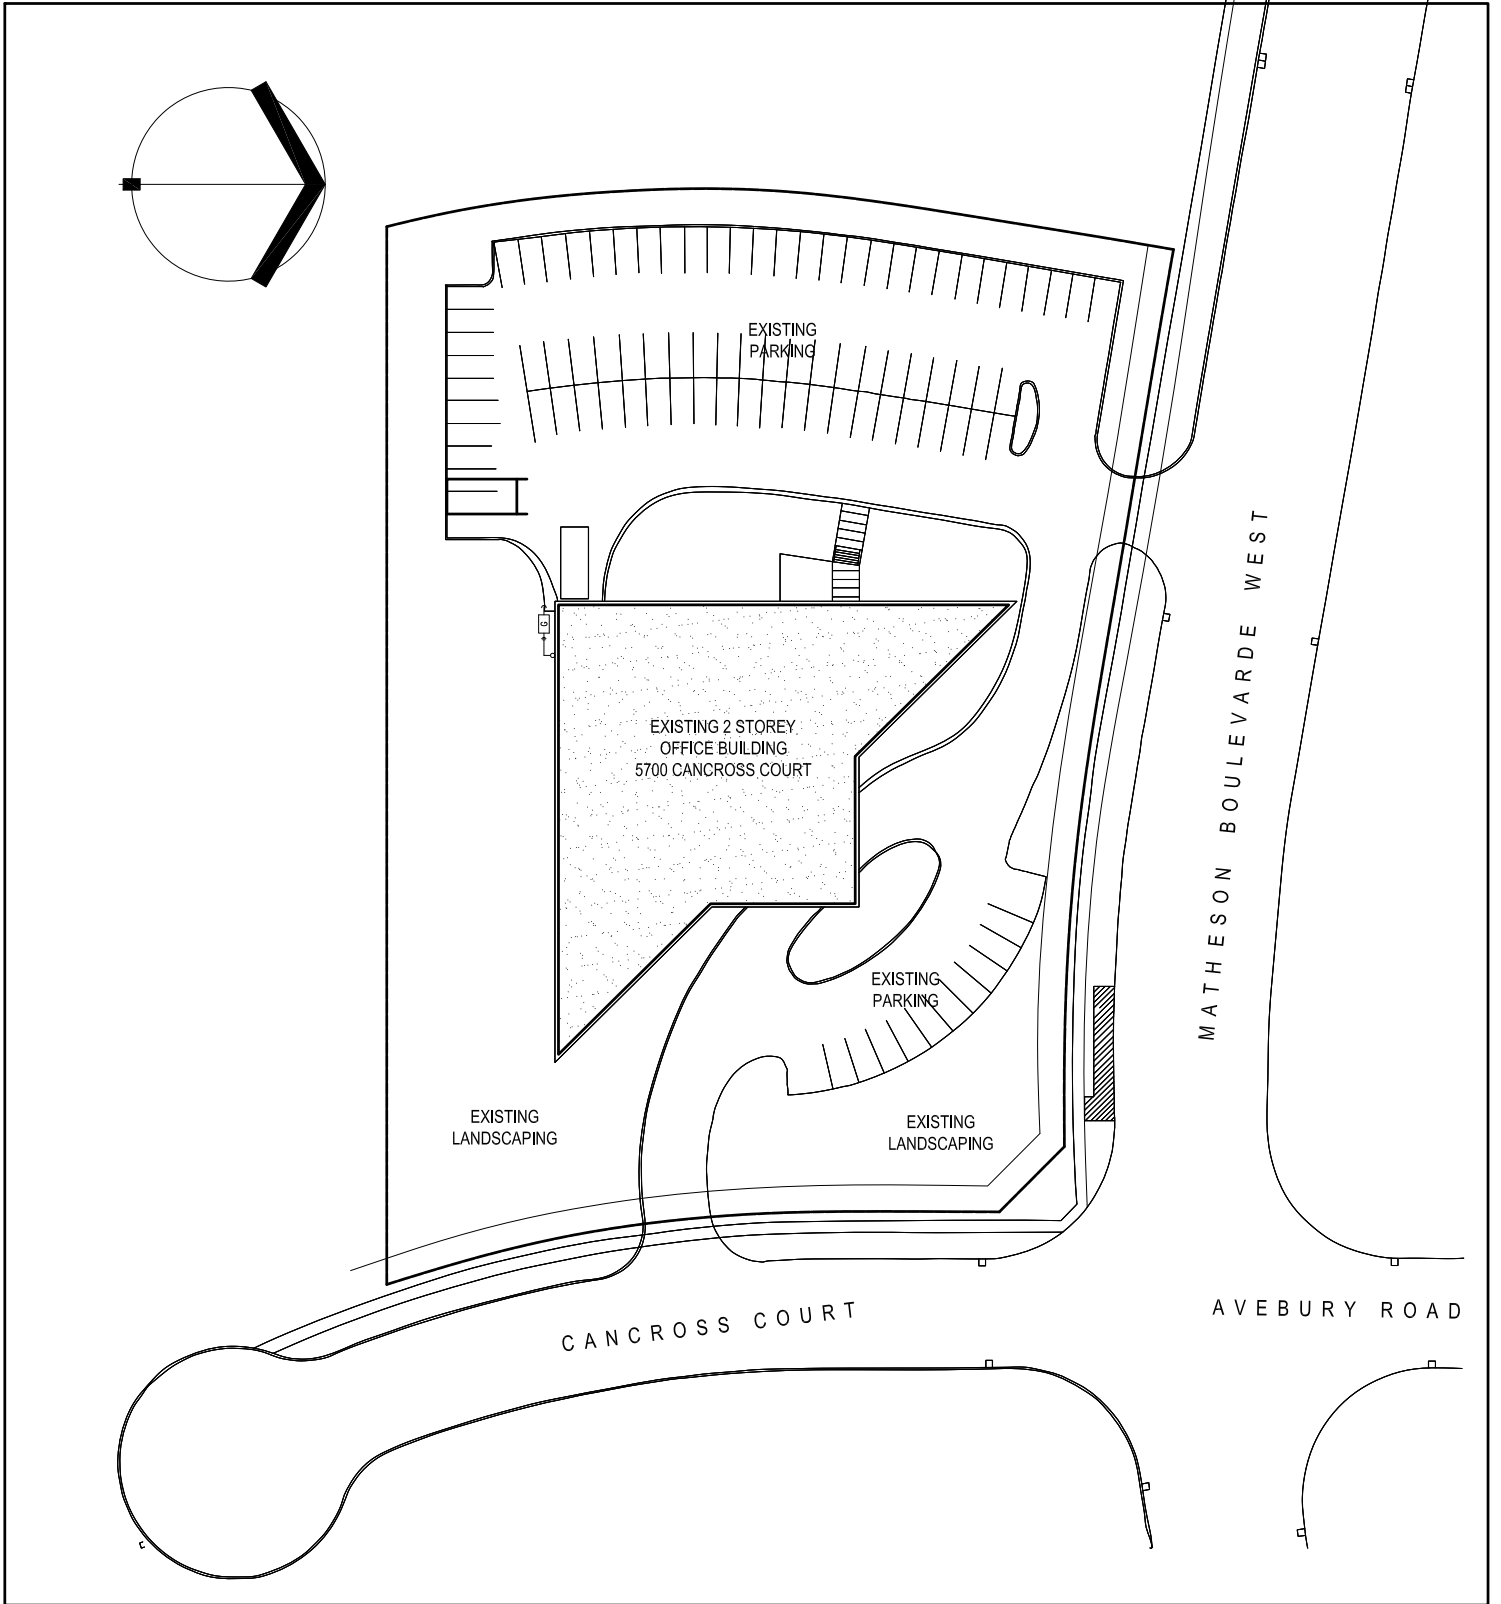 EXISTING
PARKING
G
EXISTING 2 STOREY
OFFICE BUILDING
5700 CANCROSS COURT
MATHESON BOULEVARDE WEST
EXISTING
PARKING
EXISTING
LANDSCAPING
EXISTING
LANDSCAPING
CANCROSS COURT
AVEBURY ROAD